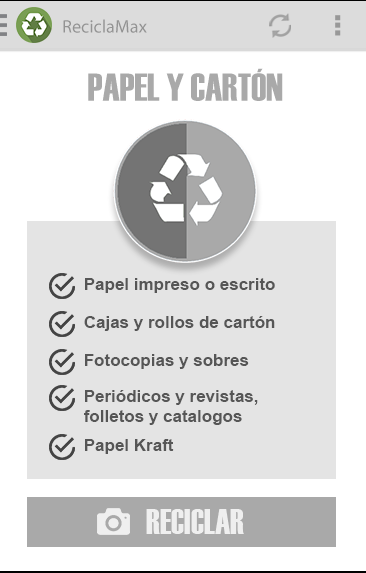 ReciclaMax
PAPEL Y CARTÓN
Papel impreso o escrito
Cajas y rollos de cartón
Fotocopias y sobres
Periódicos y revistas,
folletos y catalogos
Papel Kraft
RECICLAR